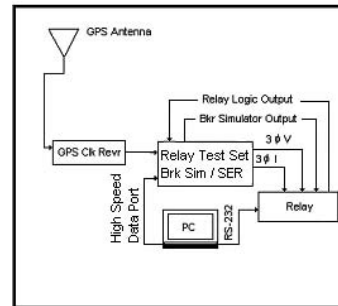 GPS Antenna
Relay Logic Output
Bkr Simulator Output
3 ϕ V
GPS Clk Revr
Relay Test Set
Brk Sim / SER
3 ϕ I
High Speed
Data Port
PC
RS-232
Relay